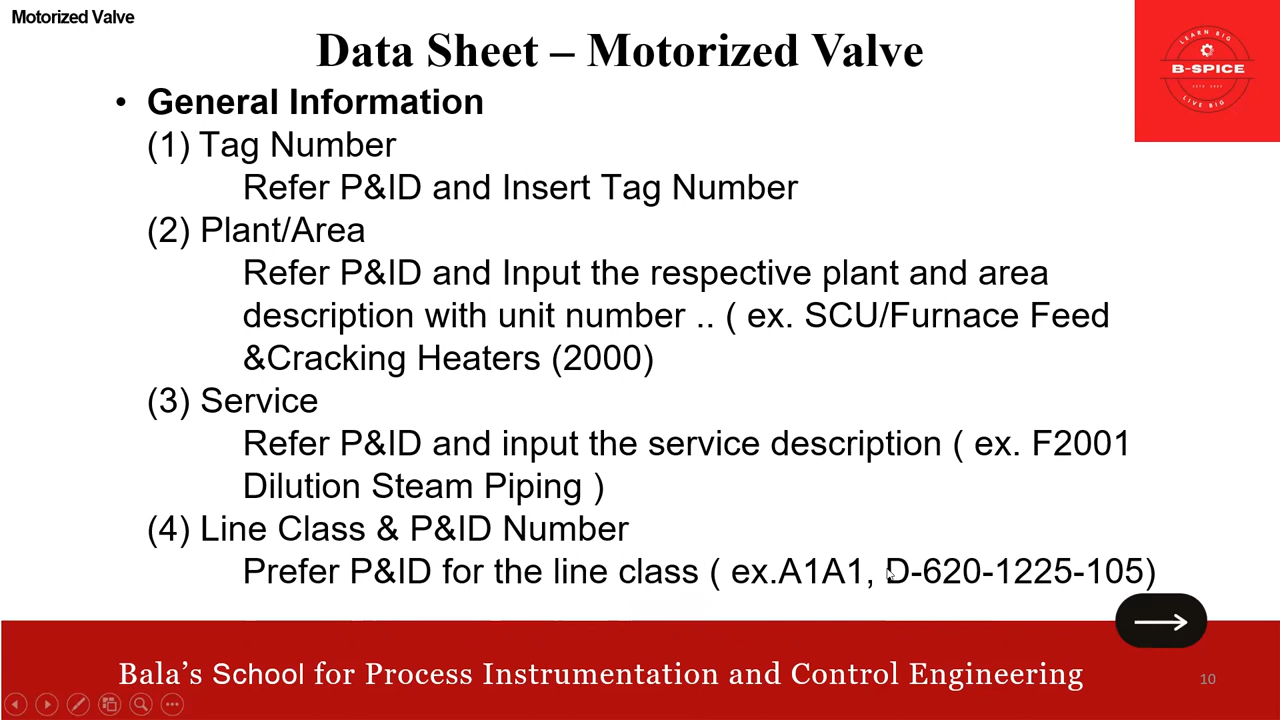 Motorized Valve
Data Sheet – Motorized Valve
LEARN BIG
B-SPICE
LIVE BIG
• General Information
(1) Tag Number
Refer P&ID and Insert Tag Number
(2) Plant/Area
Refer P&ID and Input the respective plant and area
description with unit number .. ( ex. SCU/Furnace Feed
&Cracking Heaters (2000)
(3) Service
Refer P&ID and input the service description ( ex. F2001
Dilution Steam Piping )
(4) Line Class & P&ID Number
Prefer P&ID for the line class ( ex.A1A1, D-620-1225-105)
Bala’s School for Process Instrumentation and Control Engineering
10